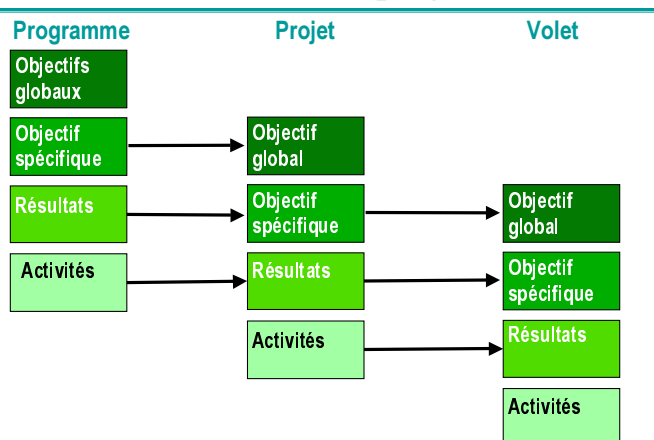 Programme
Projet
Volet
Objectifs
globaux
Objectif
spécifique
Objectif
global
Résultats
Objectif
spécifique
Objectif
global
Activités
Résultats
Objectif
spécifique
Activités
Résultats
Activités